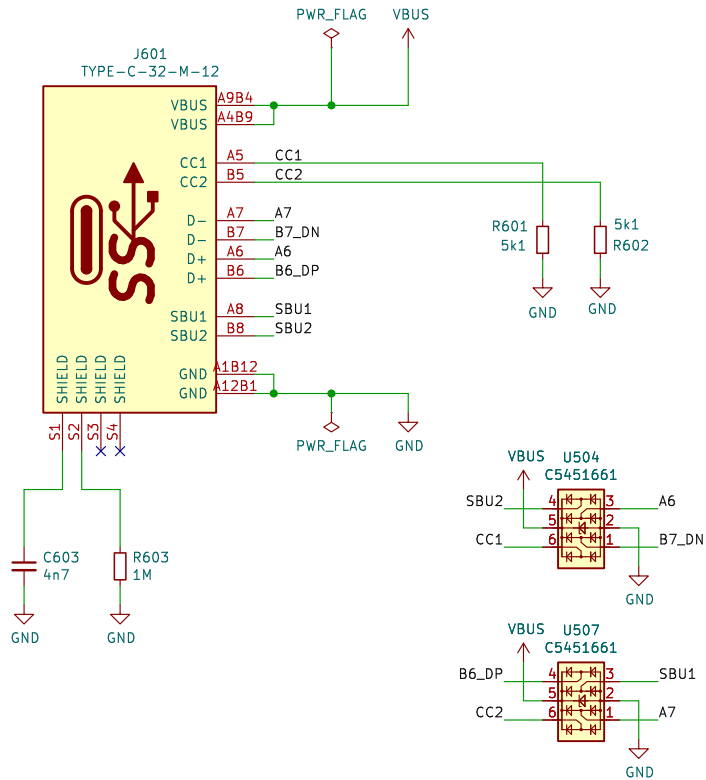 PWR_FLAG
VBUS
J601
TYPE-C-32-M-12
VBUS A9B4
VBUS A4B9
CC1 A5 CC1
CC2 B5 CC2
D- A7 A7
D- B7 B7_DN
D+ A6 A6
D+ B6 B6_DP
SBU1 A8 SBU1
SBU2 B8 SBU2
GND A1B12
GND A12B1
SS
SHIELD SHIELD SHIELD SHIELD
S1 S2 S3 S4
R601
5k1
GND
5k1
R602
GND
PWR_FLAG
GND
C603
4n7
GND
R603
1M
GND
VBUS
U504
C5451661
SBU2 4 3 A6
5 2
CC1 6 1 B7_DN
GND
VBUS
U507
C5451661
B6_DP 4 3 SBU1
5 2
CC2 6 1 A7
GND